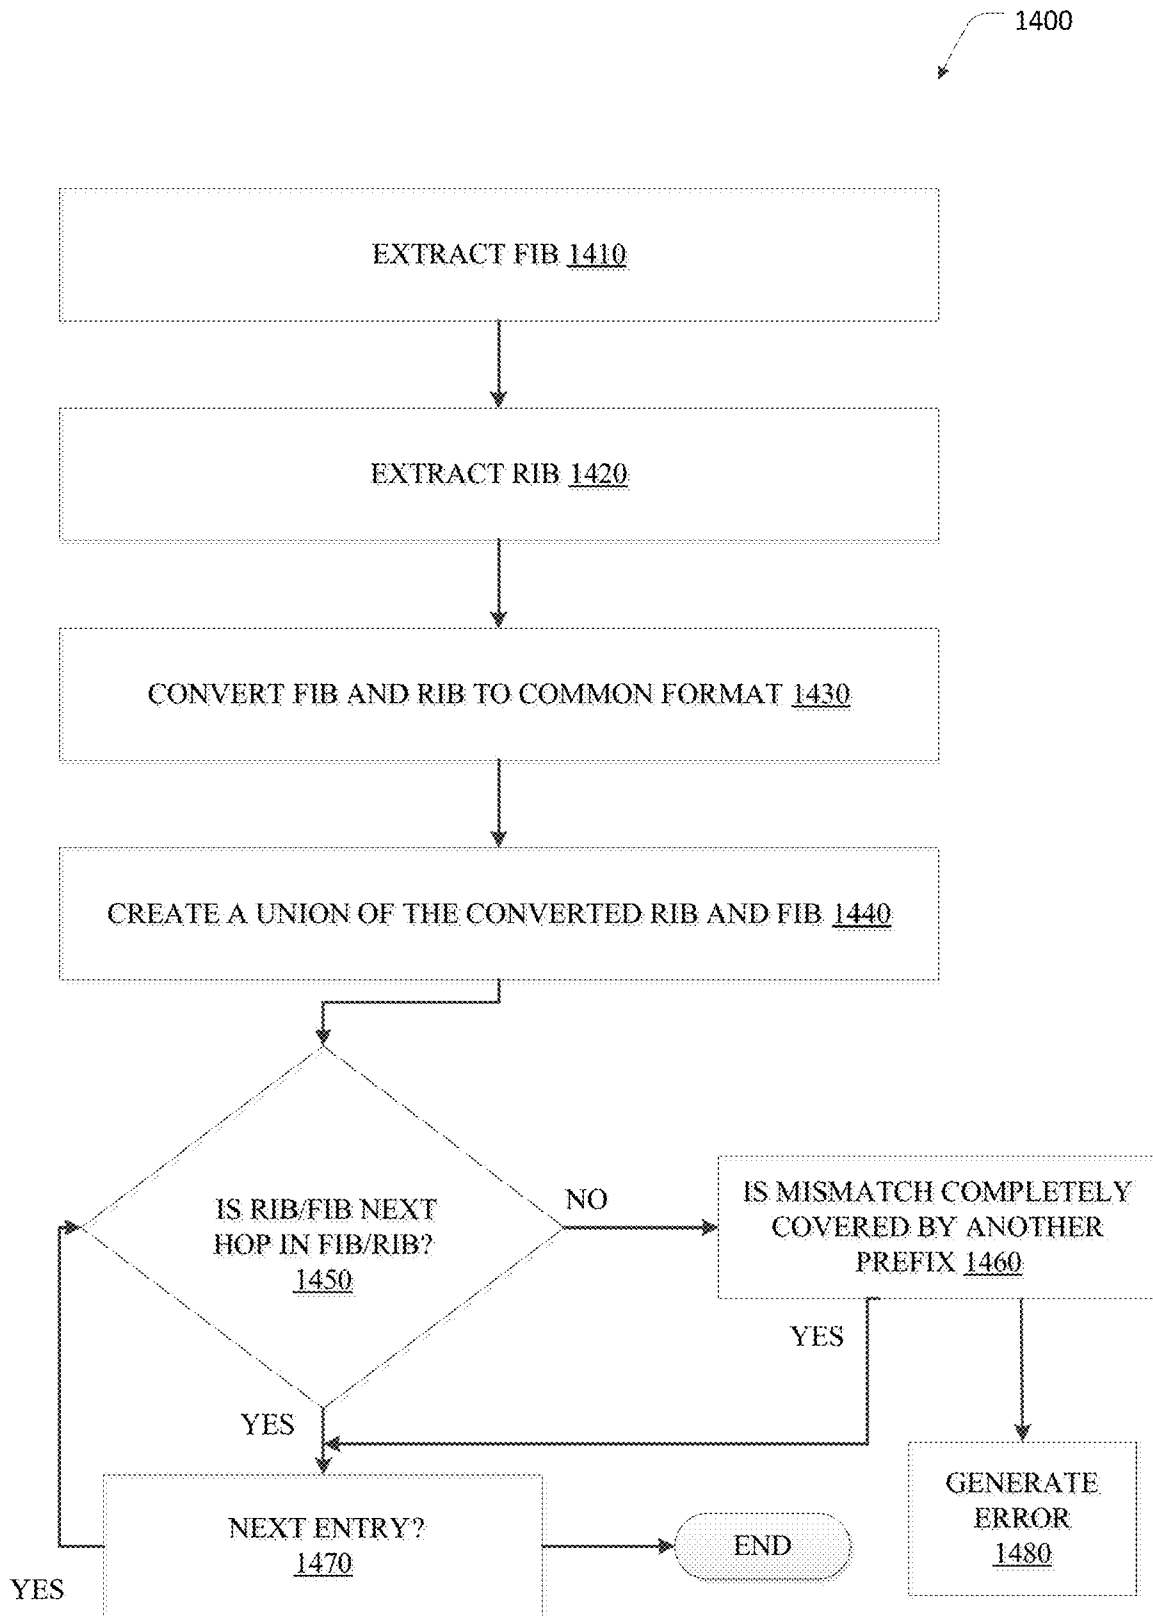 1400
EXTRACT FIB 1410
EXTRACT RIB 1420
CONVERT FIB AND RIB TO COMMON FORMAT 1430
CREATE A UNION OF THE CONVERTED RIB AND FIB 1440
IS RIB/FIB NEXT
HOP IN FIB/RIB?
1450
NO
IS MISMATCH COMPLETELY
COVERED BY ANOTHER
PREFIX 1460
YES
YES
GENERATE
ERROR
1480
NEXT ENTRY?
1470
END
YES